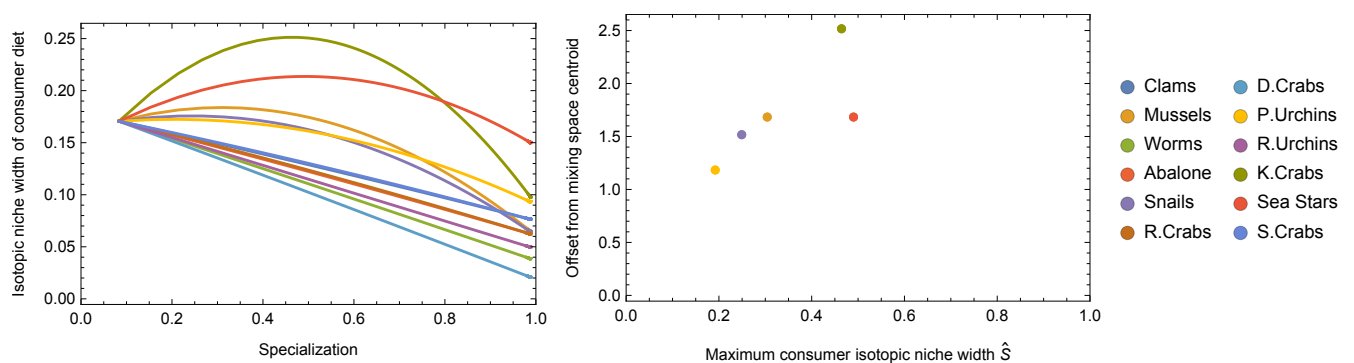 Isotopic niche width of consumer diet
0.25
0.20
0.15
0.10
0.05
0.00
0.0 0.2 0.4 0.6 0.8 1.0
Specialization
Offset from mixing space centroid
2.5
2.0
1.5
1.0
0.5
0.0
0.0 0.2 0.4 0.6 0.8 1.0
Maximum consumer isotopic niche width Ŝ
Clams D.Crabs
Mussels P.Urchins
Worms R.Urchins
Abalone K.Crabs
Snails Sea Stars
R.Crabs S.Crabs